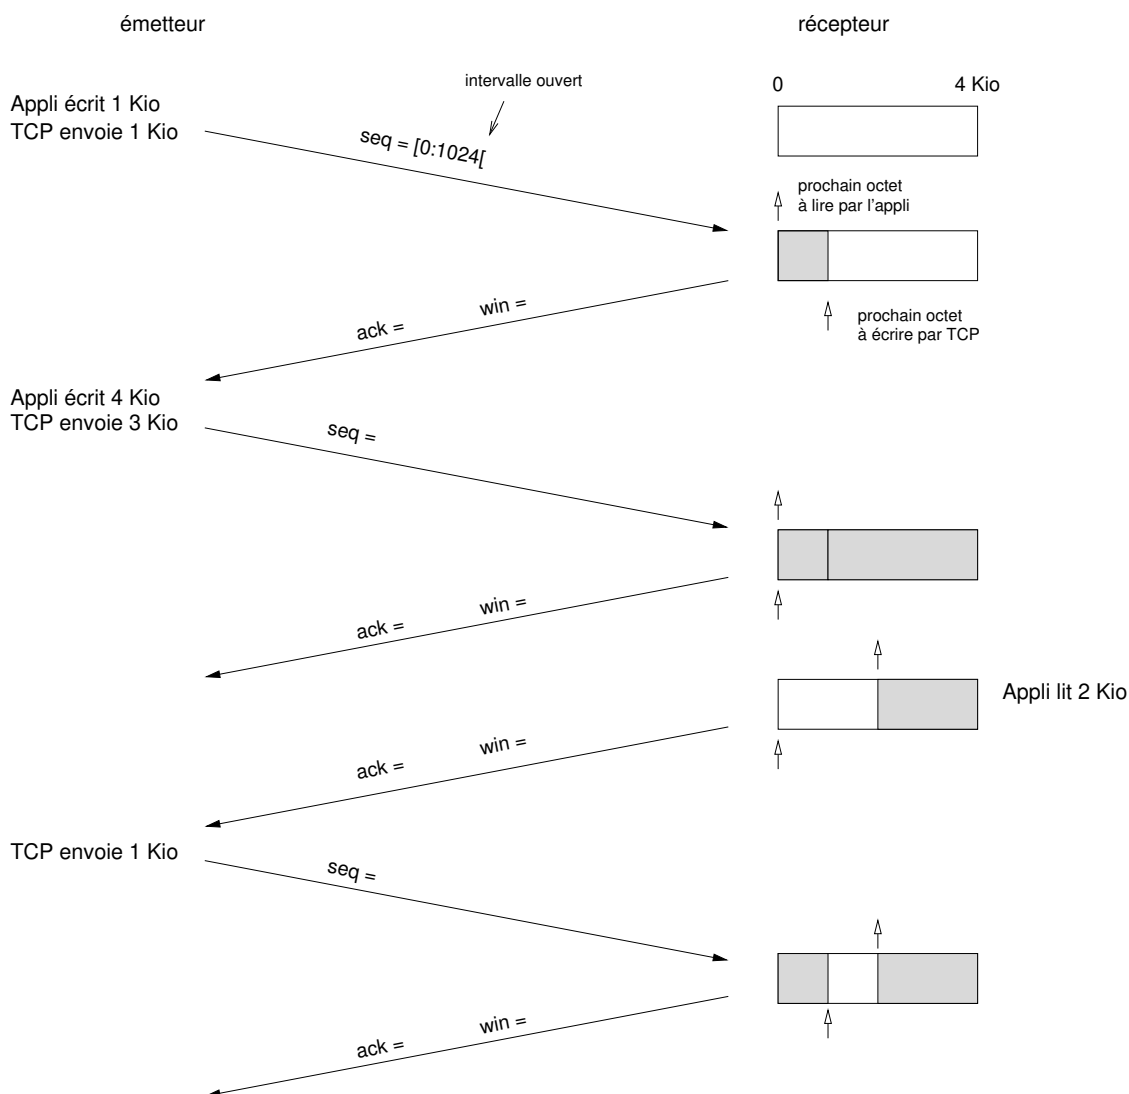 émetteur
récepteur
intervalle ouvert
0
4 Kio
Appli écrit 1 Kio
TCP envoie 1 Kio
seq = [0:1024[
prochain octet
à lire par l'appli
win =
ack =
prochain octet
à écrire par TCP
Appli écrit 4 Kio
TCP envoie 3 Kio
seq =
win =
ack =
Appli lit 2 Kio
win =
ack =
TCP envoie 1 Kio
seq =
win =
ack =